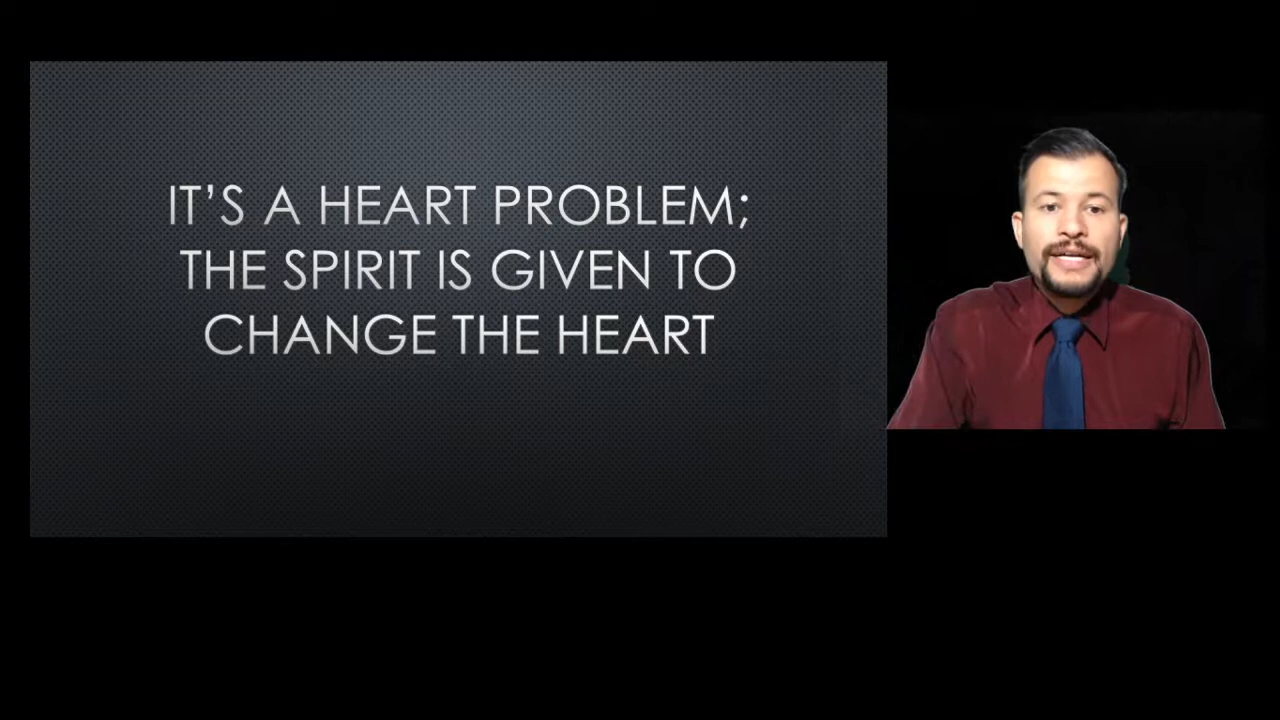 IT’S A HEART PROBLEM;
THE SPIRIT IS GIVEN TO
CHANGE THE HEART